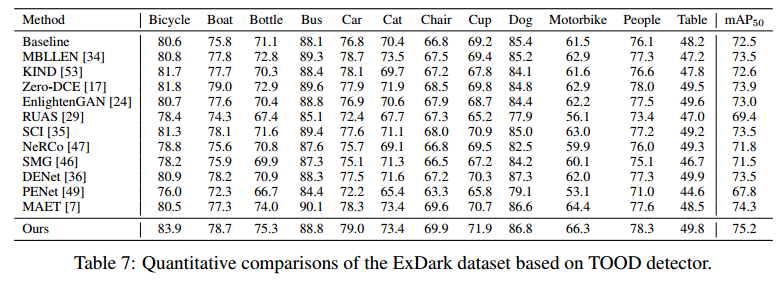 Method Bicycle Boat Bottle Bus Car Cat Chair Cup Dog Motorbike People Table mAP50
Baseline 80.6 75.8 71.1 88.1 76.8 70.4 66.8 69.2 85.4 61.5 76.1 48.2 72.5
MBLLEN [34] 80.8 77.8 72.8 89.3 78.7 73.5 67.5 69.4 85.2 62.9 77.3 47.2 73.5
KIND [53] 81.7 77.7 70.3 88.4 78.1 69.7 67.2 67.8 84.1 61.6 76.6 47.8 72.6
Zero-DCE [17] 81.8 79.0 72.9 89.6 77.9 71.9 68.5 69.8 84.8 62.9 78.0 49.5 73.9
EnlightenGAN [24] 80.7 77.6 70.4 88.8 76.9 70.6 67.9 68.7 84.4 62.2 77.5 49.6 73.0
RUAS [29] 78.4 74.3 67.4 85.1 72.4 67.7 67.3 65.2 77.9 56.1 73.4 47.0 69.4
SCI [35] 81.3 78.1 71.6 89.4 77.6 71.1 68.0 70.9 85.0 63.0 77.2 49.2 73.5
NeRCo [47] 78.8 75.6 70.8 87.6 75.7 69.1 66.8 69.5 82.5 59.9 76.0 49.3 71.8
SMG [46] 78.2 75.9 69.9 87.3 75.1 71.3 66.5 67.2 84.2 60.1 75.1 46.7 71.5
DENet [36] 80.9 78.2 70.9 88.3 77.5 71.6 67.2 70.3 87.3 62.0 77.3 49.9 73.5
PENet [49] 76.0 72.3 66.7 84.4 72.2 65.4 63.3 65.8 79.1 53.1 71.0 44.6 67.8
MAET [7] 80.5 77.3 74.0 90.1 78.3 73.4 69.6 70.7 86.6 64.4 77.6 48.5 74.3
Ours 83.9 78.7 75.3 88.8 79.0 73.4 69.9 71.9 86.8 66.3 78.3 49.8 75.2
Table 7: Quantitative comparisons of the ExDark dataset based on TOOD detector.